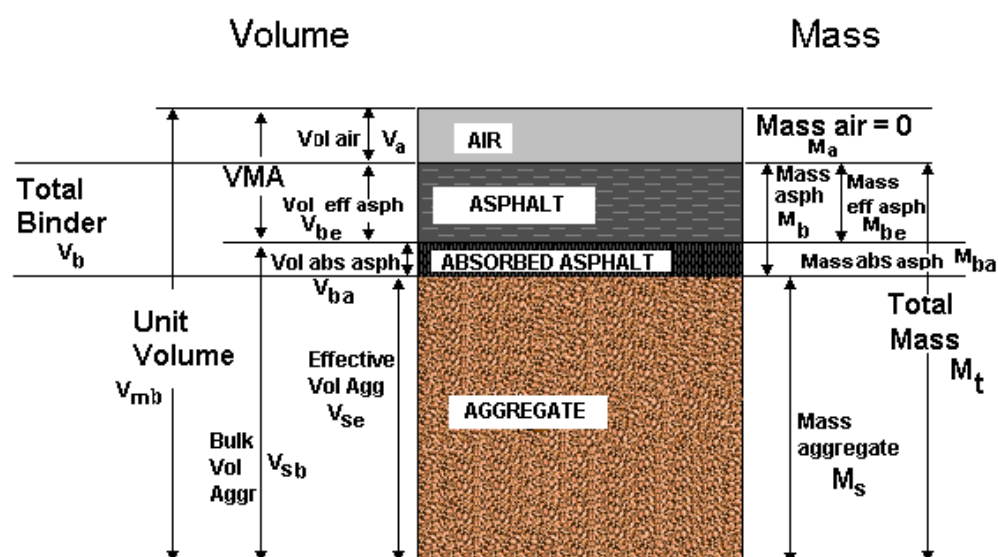 Volume
Mass
Vol air
Va
AIR
Mass air = 0
Ma
Total
Binder
Vb
VMA
Vol eff asph
Vbe
ASPHALT
Mass
asph
Mb
Mass
eff asph
Mbe
Vol abs asph
Vba
ABSORBED ASPHALT
Mass abs asph
Mba
Unit
Volume
Vmb
Bulk
Vol
Aggr
Vsb
Effective
Vol Agg
Vse
AGGREGATE
Mass
aggregate
Ms
Total
Mass
Mt